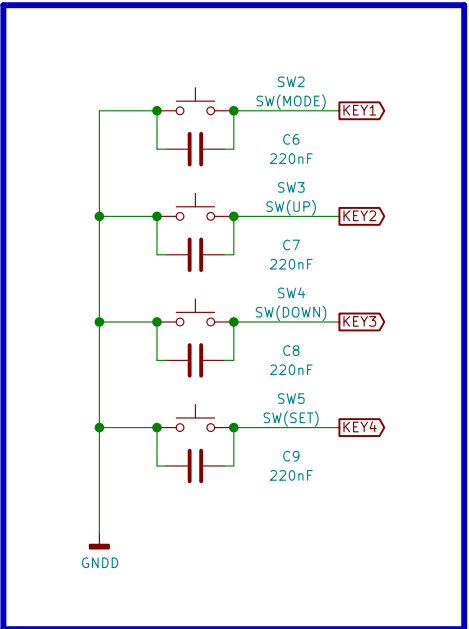 SW2
SW(MODE)
KEY1
C6
220nF
SW3
SW(UP)
KEY2
C7
220nF
SW4
SW(DOWN)
KEY3
C8
220nF
SW5
SW(SET)
KEY4
C9
220nF
GNDD